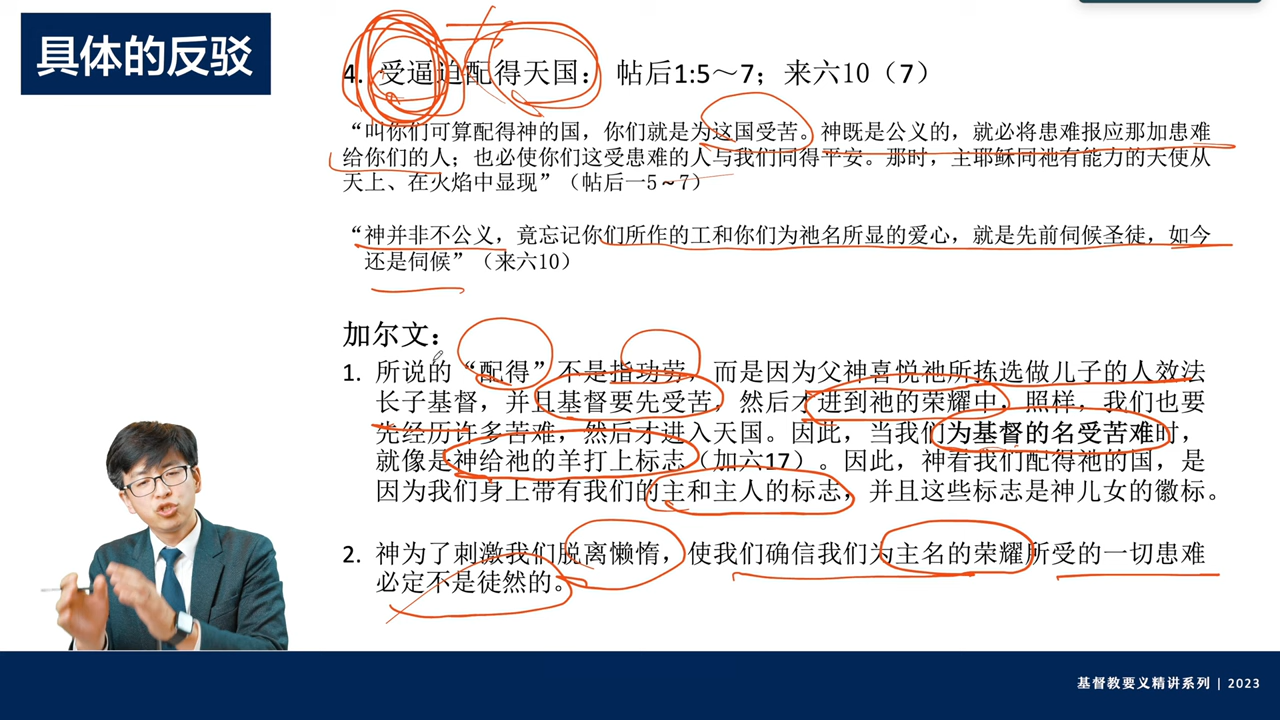 具体的反驳
4. 受逼迫配得天国： 帖后1:5～7；来六10（7）
“叫你们可算配得神的国，你们就是为这国受苦。神既是公义的，就必将患难报应那加患难
给你们的人；也必使你们这受患难的人与我们同得平安。那时，主耶稣同祂有能力的天使从
天上、在火焰中显现”（帖后一5～7）
“神并非不公义，竟忘记你们所作的工和你们为祂名所显的爱心，就是先前伺候圣徒，如今
还是伺候”（来六10）
加尔文：
1. 所说的“配得”不是指功劳，而是因为父神喜悦祂所拣选做儿子的人效法
长子基督，并且基督要先受苦，然后才进到祂的荣耀中，照样，我们也要
先经历许多苦难，然后才进入天国。因此，当我们为基督的名受苦难时，
就像是神给祂的羊打上标志（加六17）。因此，神看我们配得祂的国，是
因为我们身上带有我们的主和主人的标志，并且这些标志是神儿女的徽标。
2. 神为了刺激我们脱离懒惰，使我们确信我们为主名的荣耀所受的一切患难
必定不是徒然的。
基督教要义精讲系列 | 2023